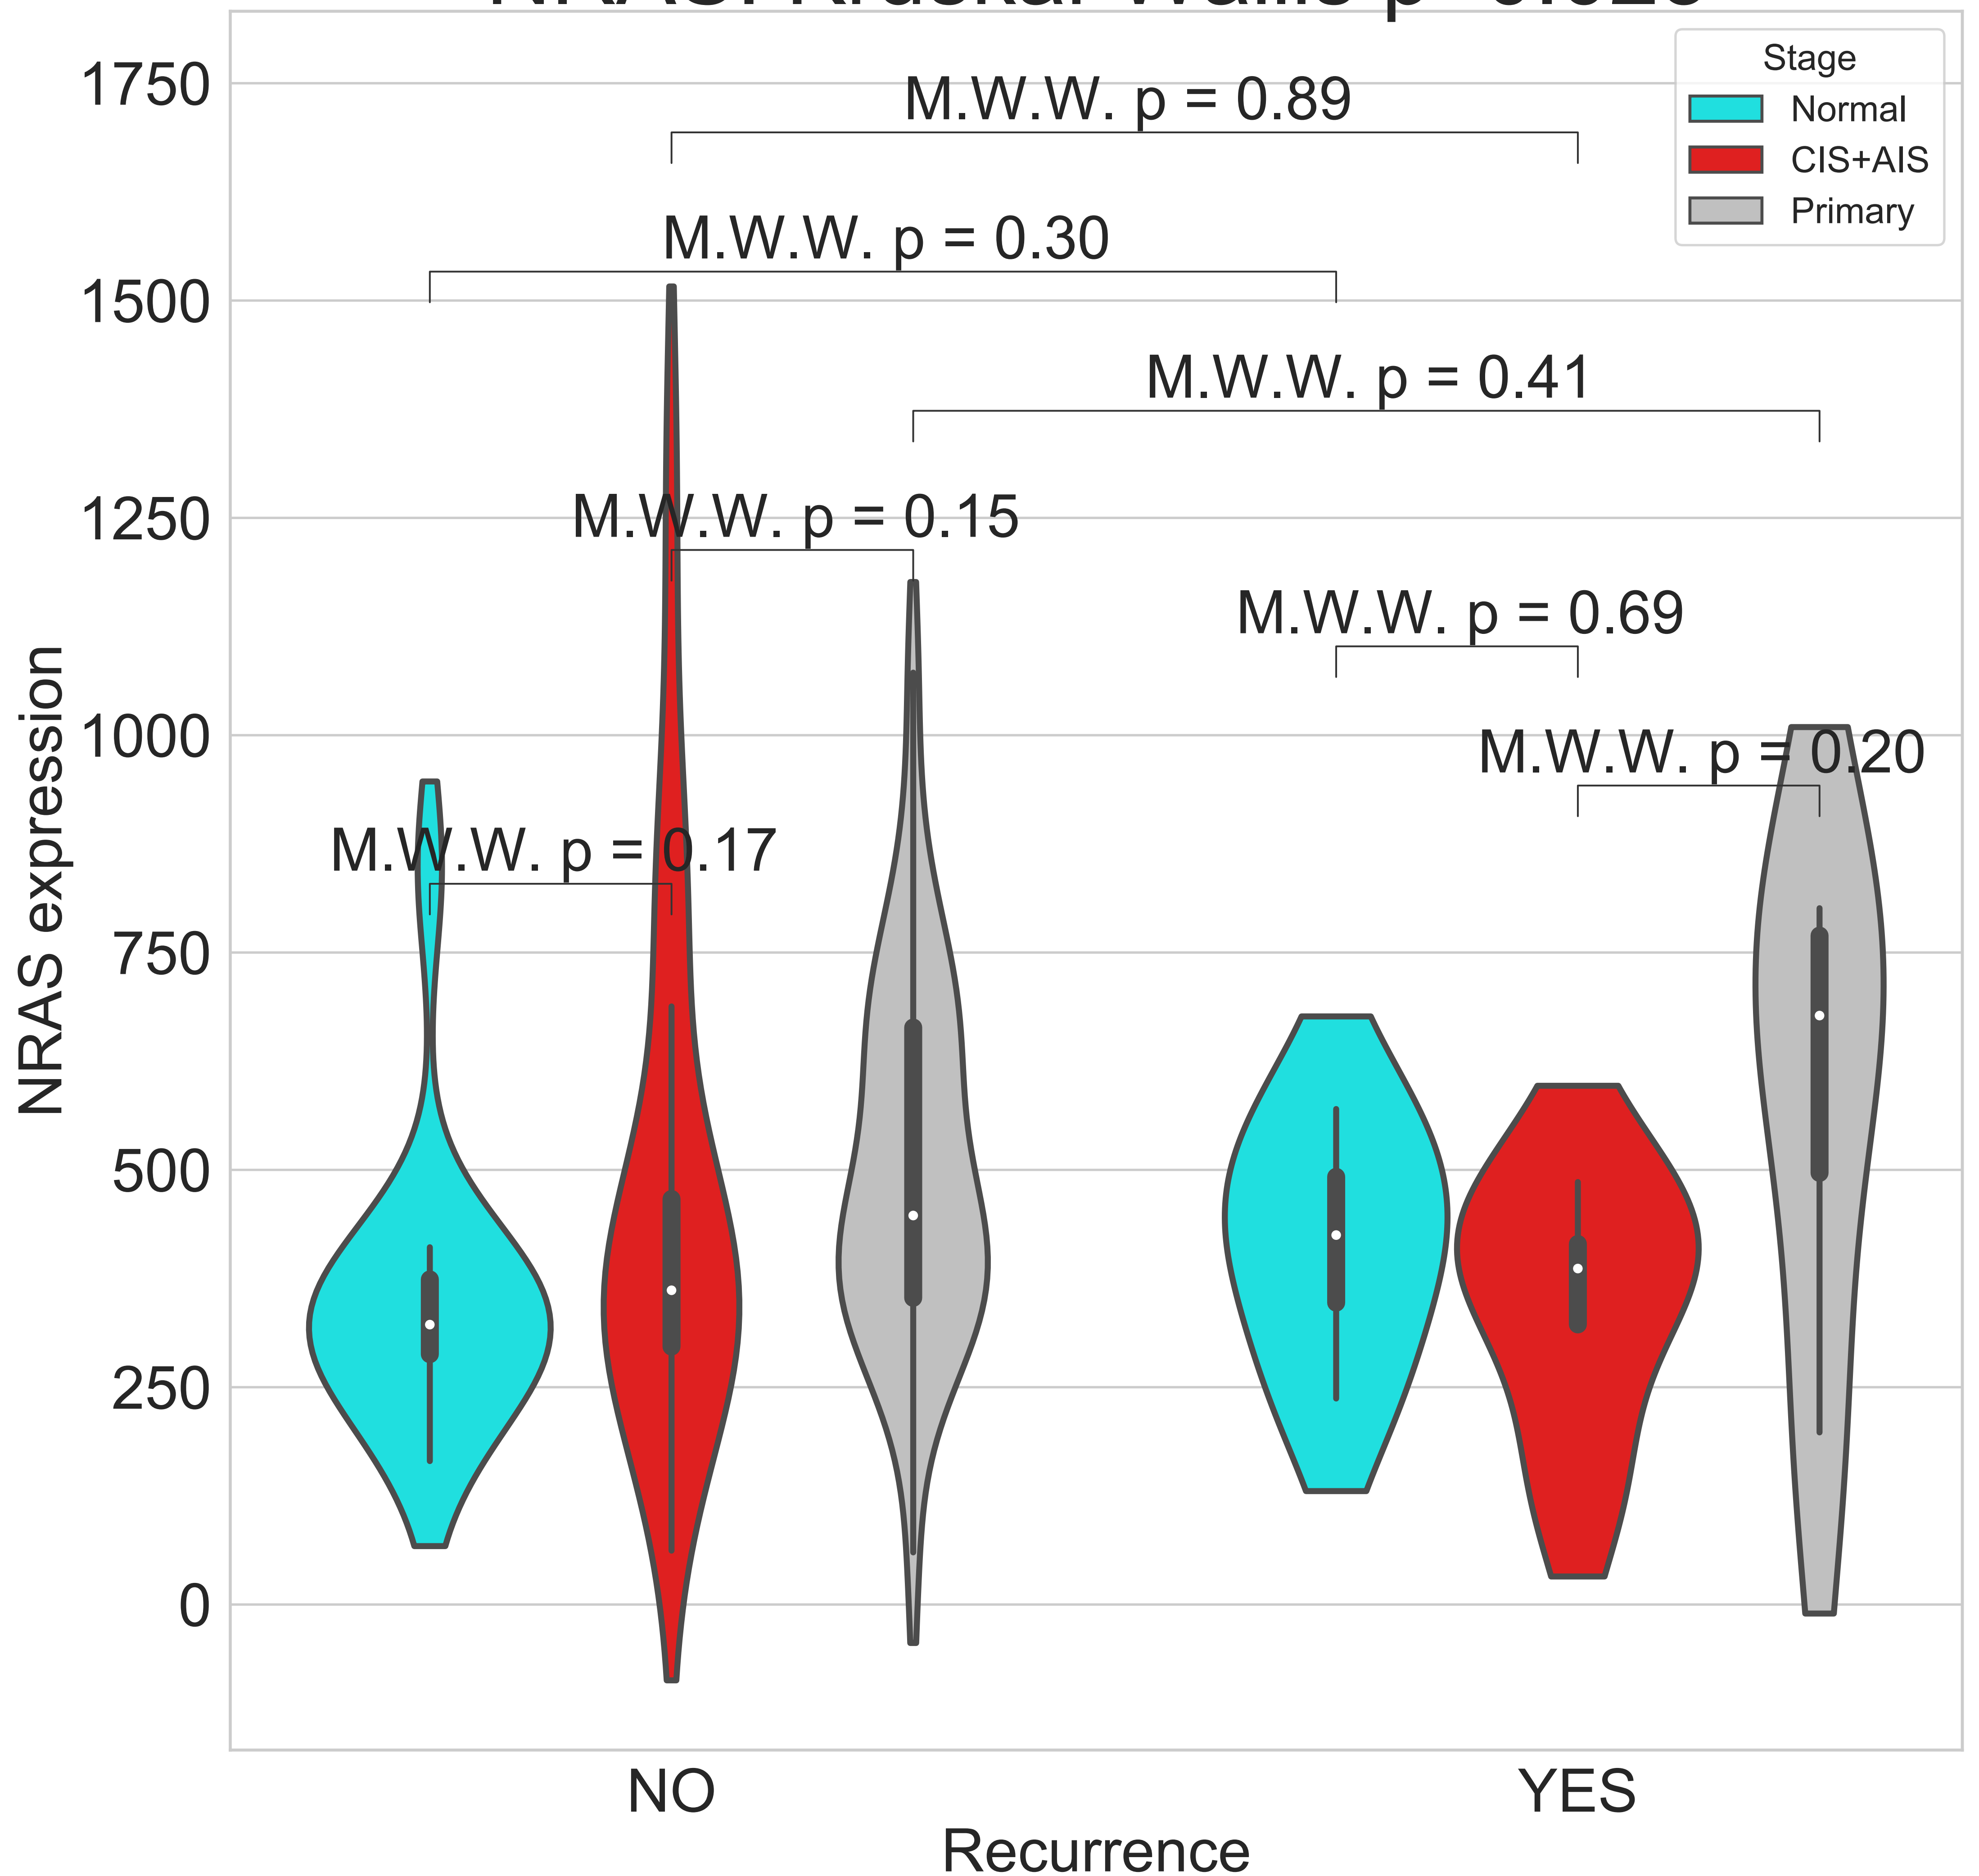 Stage
Normal
CIS+AIS
Primary
1750
1500
1250
1000
750
500
250
0
NRAS expression
M.W.W. p = 0.89
M.W.W. p = 0.30
M.W.W. p = 0.41
M.W.W. p = 0.15
M.W.W. p = 0.69
M.W.W. p = 0.20
M.W.W. p = 0.17
NO
YES
Recurrence